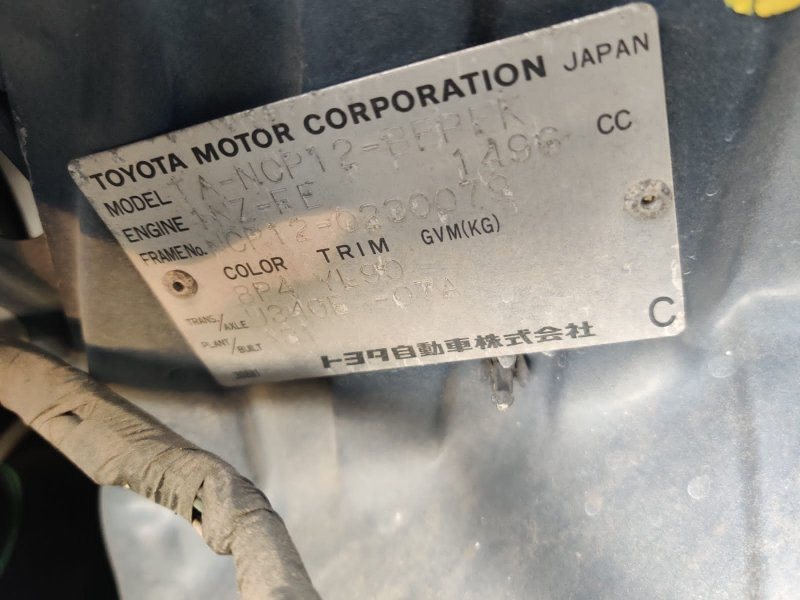 TOYOTA MOTOR CORPORATION JAPAN
MODEL TA-NCP12-BEPEK
ENGINE 1NZ-FE 1496 CC
FRAME No. NCP12-
COLOR TRIM GVM(KG)
8P4 YL90
TRANS./AXLE U340E -07A
PLANT/BUILT
トヨタ自動車株式会社 C